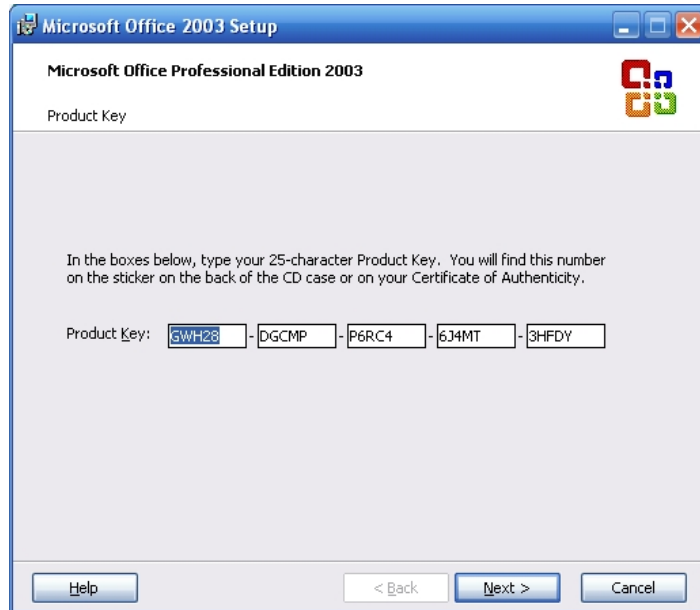 Microsoft Office 2003 Setup
Microsoft Office Professional Edition 2003
Product Key
In the boxes below, type your 25-character Product Key. You will find this number
on the sticker on the back of the CD case or on your Certificate of Authenticity.
Product Key: GWH28 - DGCMP - P6RC4 - 6J4MT - 3HFDY
Help < Back Next > Cancel